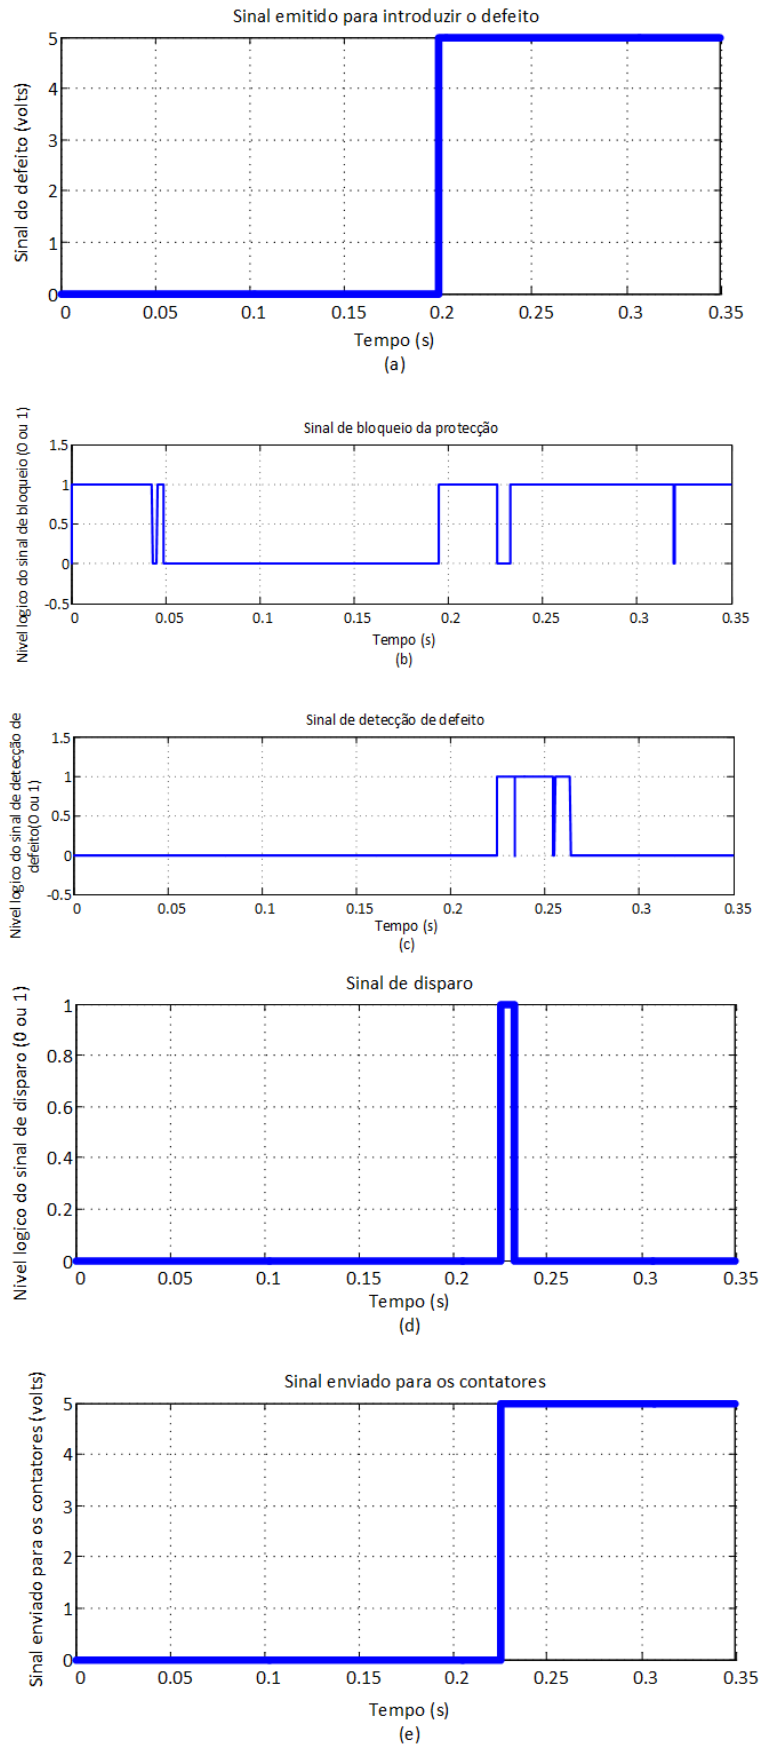 Sinal emitido para introduzir o defeito
Sinal do defeito (volts)
5
4
3
2
1
0
0 0.05 0.1 0.15 0.2 0.25 0.3 0.35
Tempo (s)
(a)
Sinal de bloqueio da protecção
Nivel logico do sinal de bloqueio (0 ou 1)
1.5
1
0.5
0
-0.5
0 0.05 0.1 0.15 0.2 0.25 0.3 0.35
Tempo (s)
(b)
Sinal de detecção de defeito
Nivel logico do sinal de detecção de
defeito(0 ou 1)
1.5
1
0.5
0
-0.5
0 0.05 0.1 0.15 0.2 0.25 0.3 0.35
Tempo (s)
(c)
Sinal de disparo
Nivel logico do sinal de disparo (0 ou 1)
1
0.8
0.6
0.4
0.2
0
0 0.05 0.1 0.15 0.2 0.25 0.3 0.35
Tempo (s)
(d)
Sinal enviado para os contatores
Sinal enviado para os contatores (volts)
5
4
3
2
1
0
0 0.05 0.1 0.15 0.2 0.25 0.3 0.35
Tempo (s)
(e)